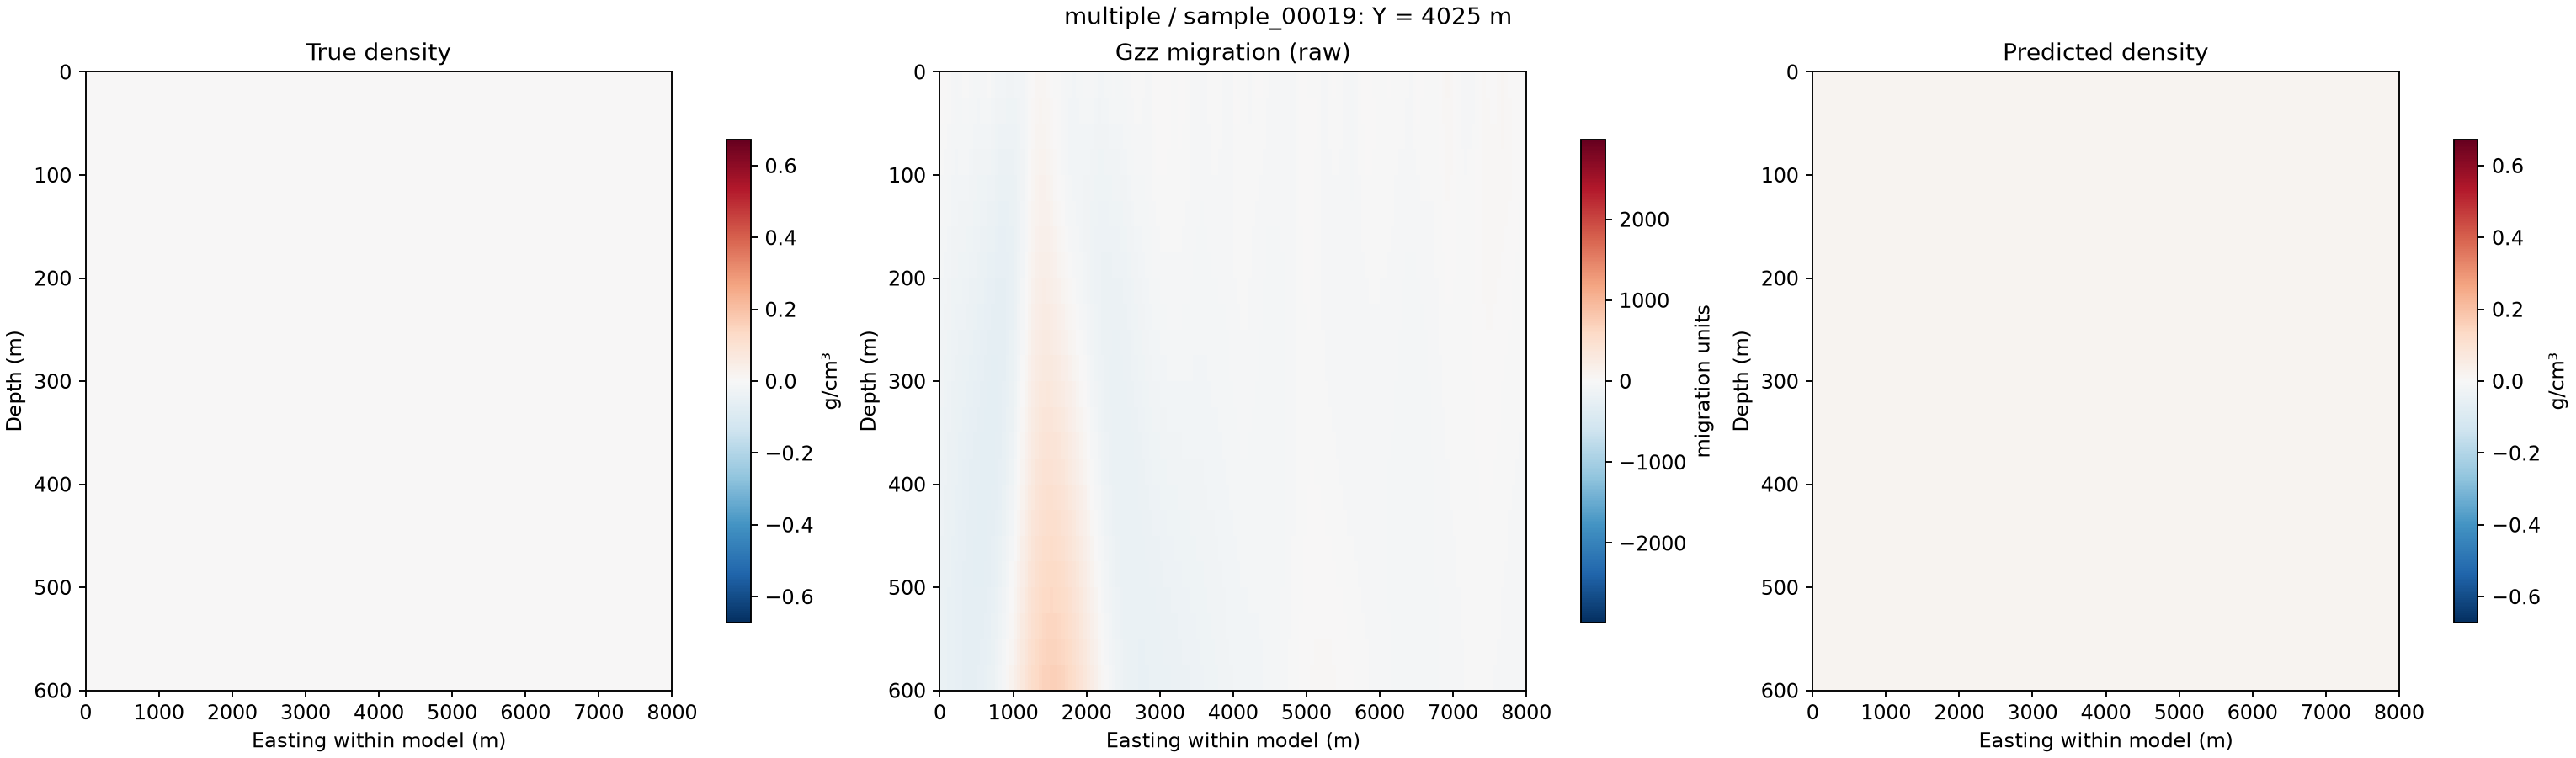 multiple / sample_00019: Y = 4025 m
True density
0
100
200
300
400
500
600
Depth (m)
0 1000 2000 3000 4000 5000 6000 7000 8000
Easting within model (m)
0.6
0.4
0.2
0.0
−0.2
−0.4
−0.6
g/cm³
Gzz migration (raw)
0
100
200
300
400
500
600
Depth (m)
0 1000 2000 3000 4000 5000 6000 7000 8000
Easting within model (m)
2000
1000
0
−1000
−2000
migration units
Predicted density
0
100
200
300
400
500
600
Depth (m)
0 1000 2000 3000 4000 5000 6000 7000 8000
Easting within model (m)
0.6
0.4
0.2
0.0
−0.2
−0.4
−0.6
g/cm³